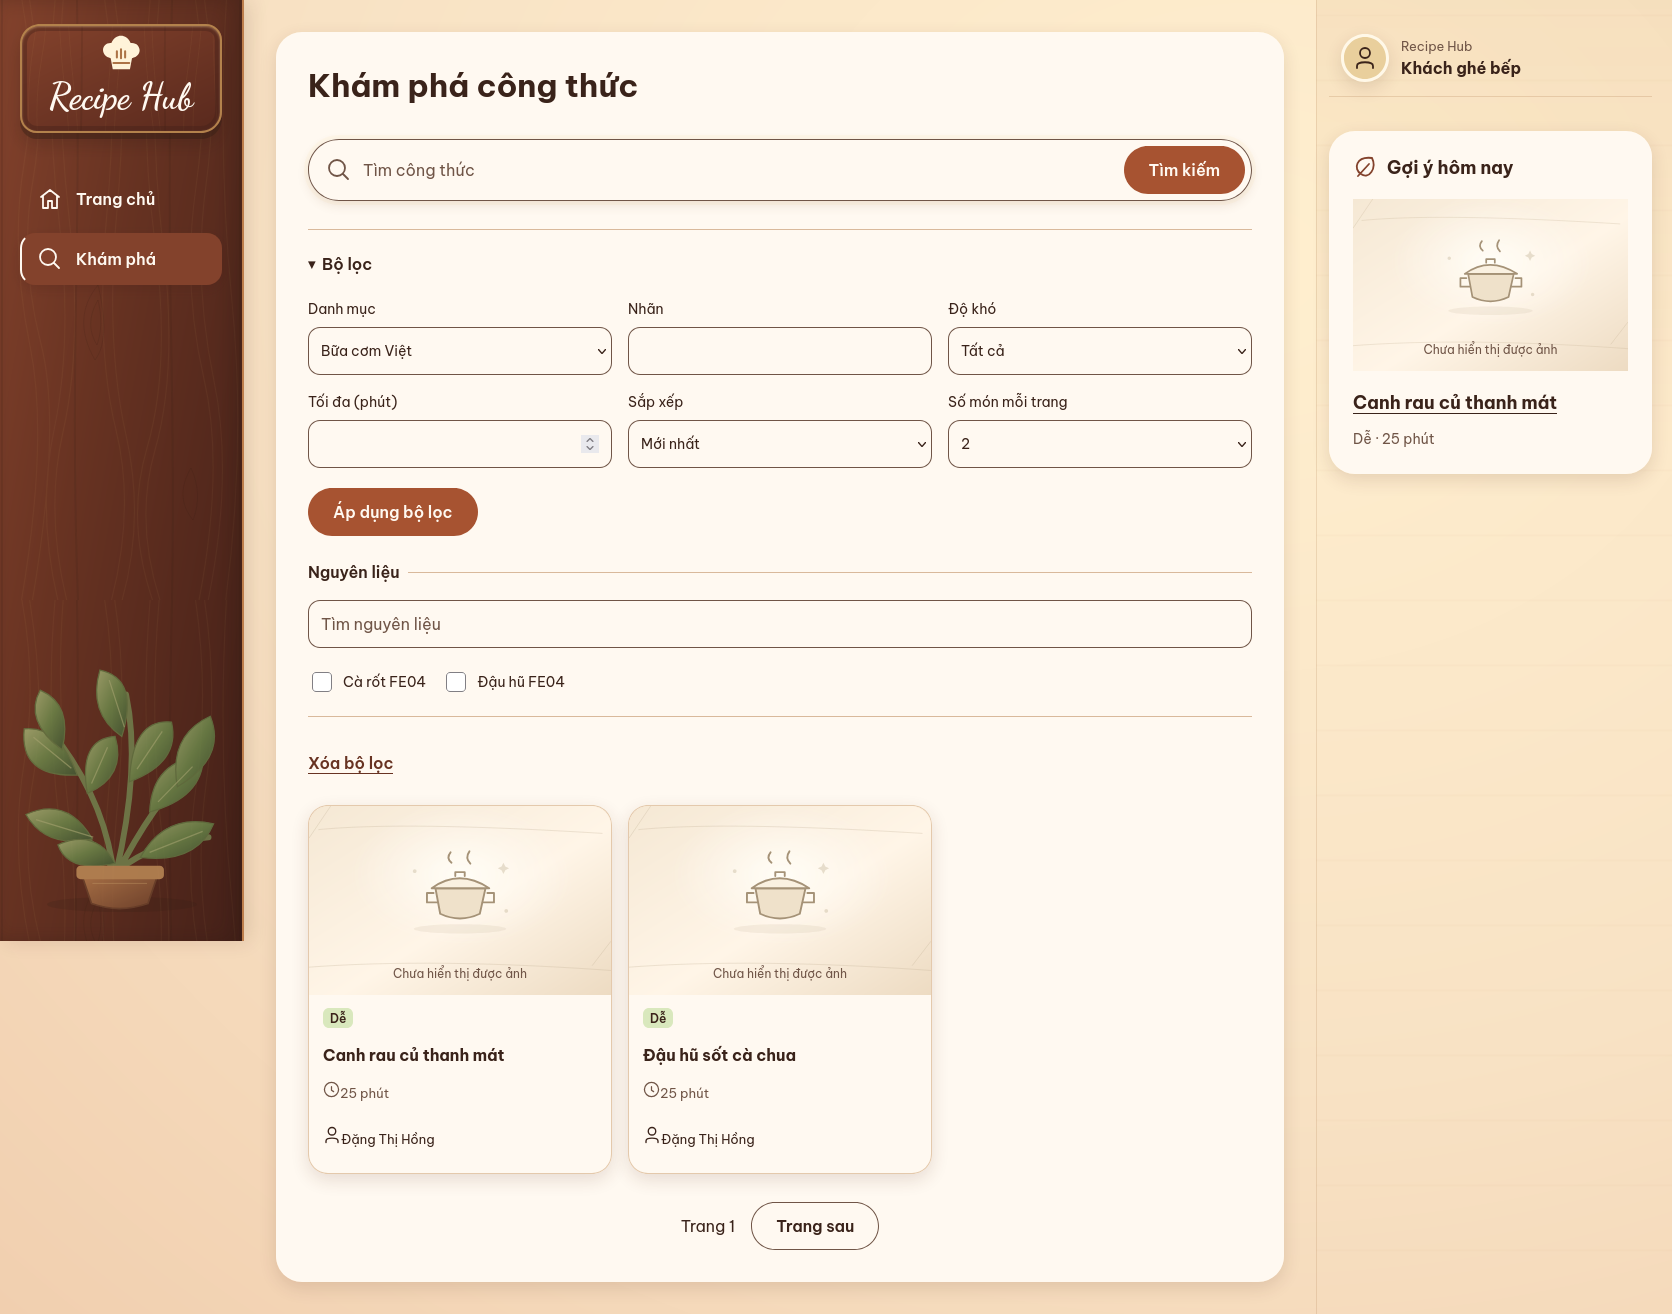 Recipe Hub
Trang chủ
Khám phá
Khám phá công thức
Tìm công thức
Tìm kiếm
Bộ lọc
Danh mục
Nhãn
Độ khó
Bữa cơm Việt
Tất cả
Tối đa (phút)
Sắp xếp
Số món mỗi trang
Mới nhất
2
Áp dụng bộ lọc
Nguyên liệu
Tìm nguyên liệu
Cà rốt FE04
Đậu hũ FE04
Xóa bộ lọc
Chưa hiển thị được ảnh
Dễ
Canh rau củ thanh mát
25 phút
Đặng Thị Hồng
Chưa hiển thị được ảnh
Dễ
Đậu hũ sốt cà chua
25 phút
Đặng Thị Hồng
Trang 1
Trang sau
Recipe Hub
Khách ghé bếp
Gợi ý hôm nay
Chưa hiển thị được ảnh
Canh rau củ thanh mát
Dễ · 25 phút